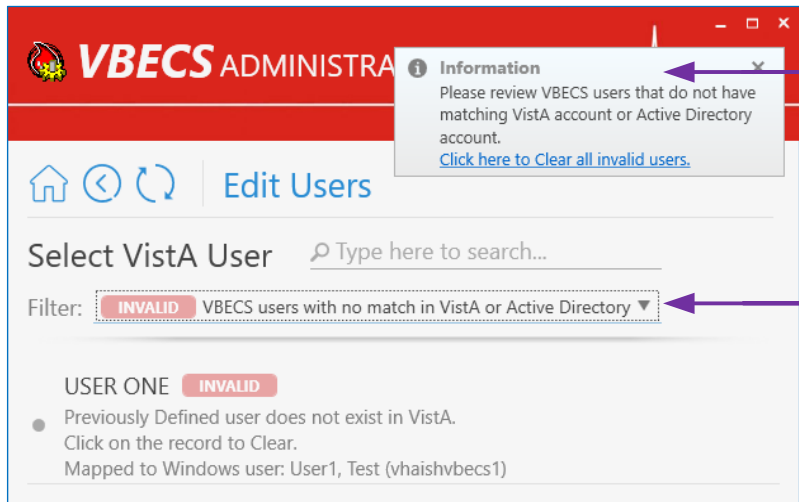 VBECS ADMINISTRA
Information
Please review VBECS users that do not have
matching VistA account or Active Directory
account.
Click here to Clear all invalid users.
Edit Users
Select VistA User
Type here to search...
Filter: INVALID VBECS users with no match in VistA or Active Directory
USER ONE INVALID
Previously Defined user does not exist in VistA.
Click on the record to Clear.
Mapped to Windows user: User1, Test (vhaishvbecs1)